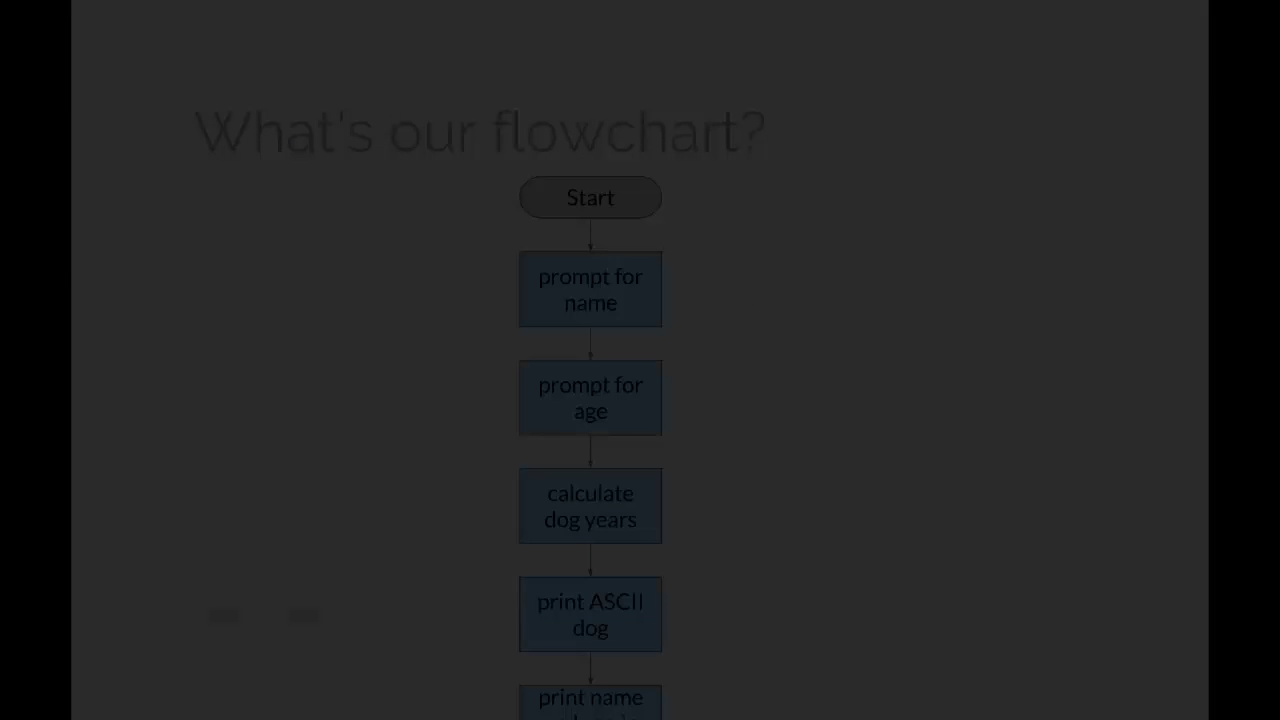 What's our flowchart?
Start
prompt for
name
prompt for
age
calculate
dog years
print ASCII
dog
print name